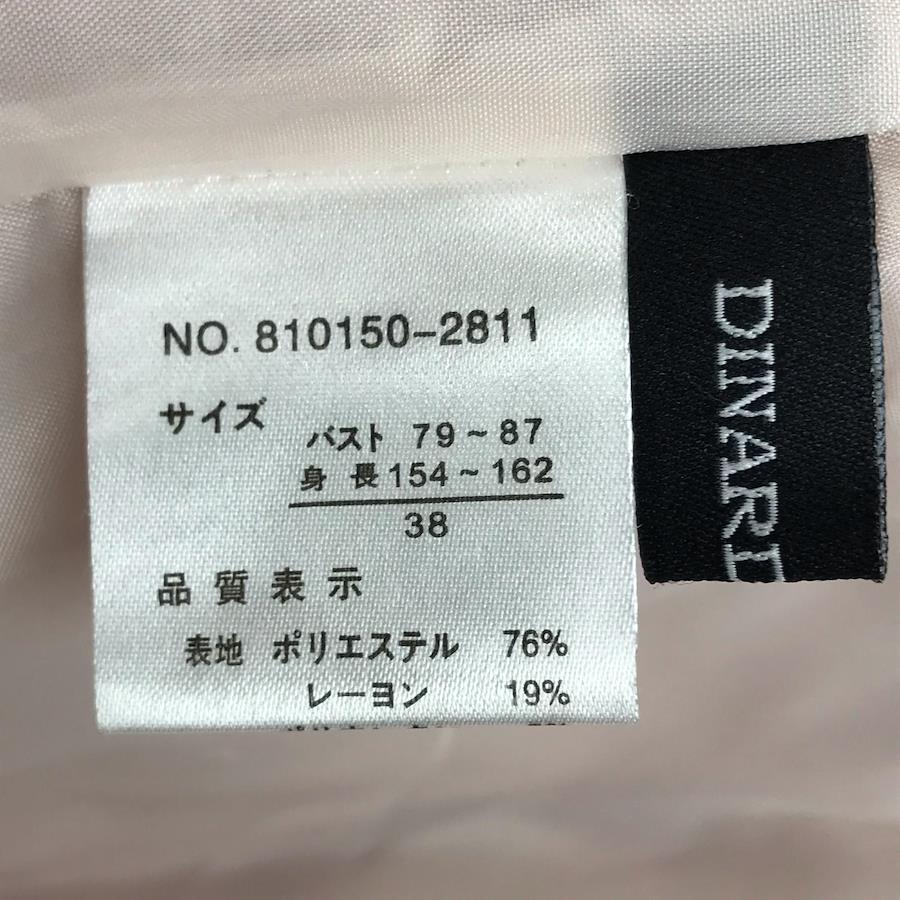 NO. 810150-2811
サイズ
バスト 79~87
身長 154~162
38
品質表示
表地 ポリエステル 76%
レーヨン 19%